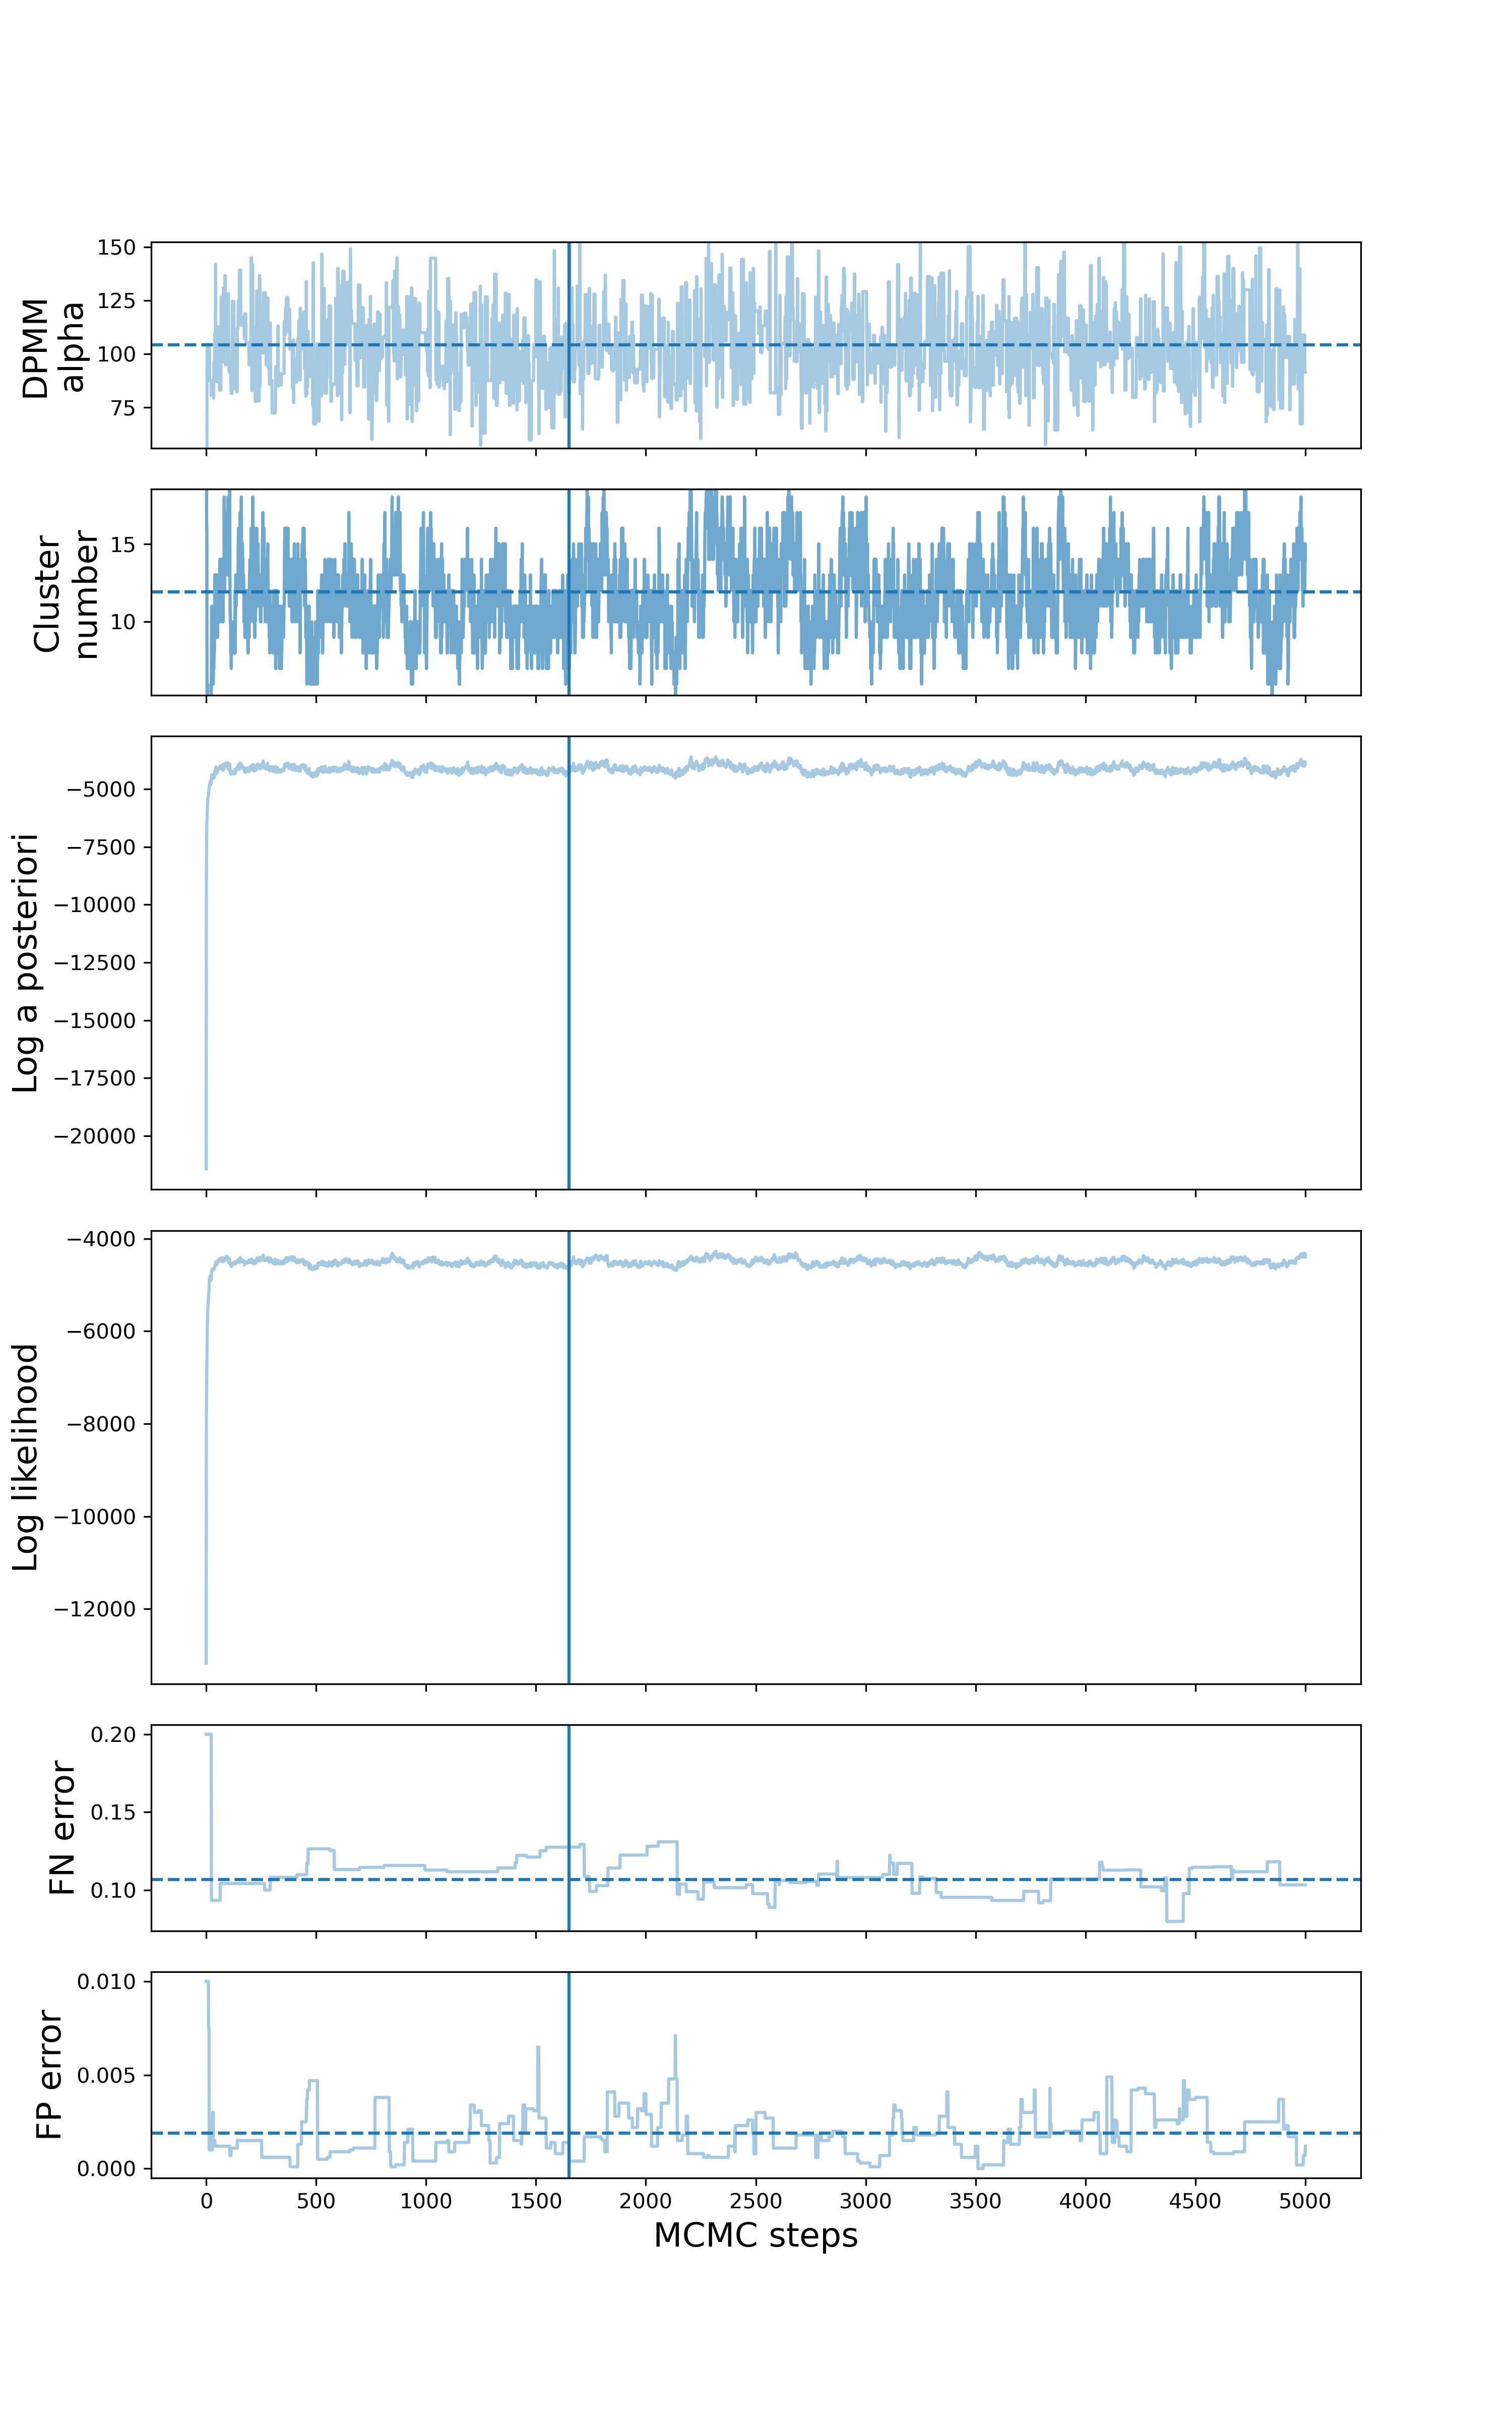 DPMM
alpha
150
125
100
75
Cluster
number
15
10
Log a posteriori
−5000
−7500
−10000
−12500
−15000
−17500
−20000
Log likelihood
−4000
−6000
−8000
−10000
−12000
FN error
0.20
0.15
0.10
FP error
0.010
0.005
0.000
0 500 1000 1500 2000 2500 3000 3500 4000 4500 5000
MCMC steps